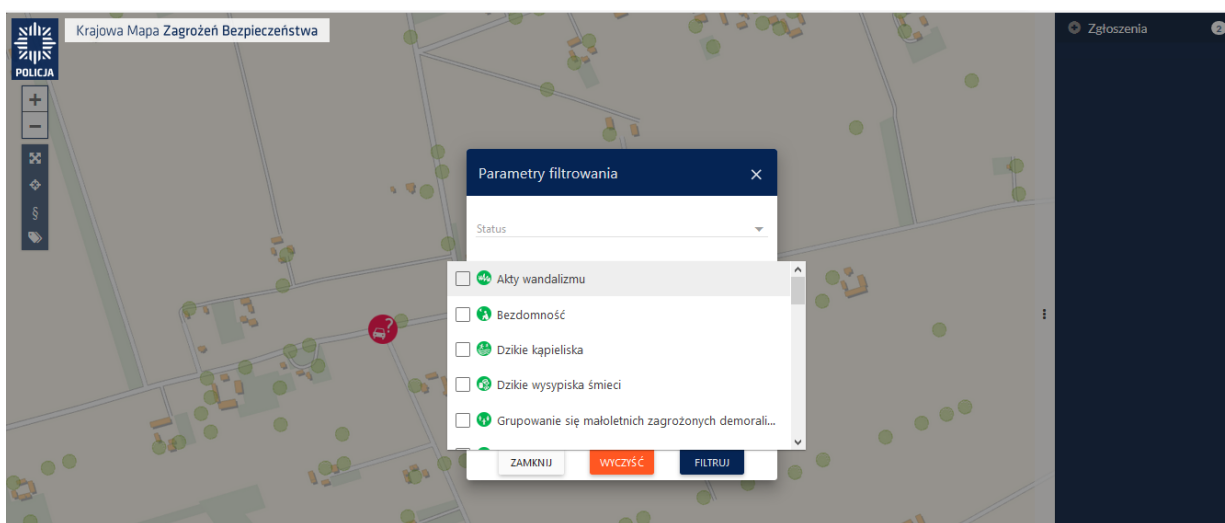 Krajowa Mapa Zagrożeń Bezpieczeństwa
POLICJA
+
−
§
Zgłoszenia 2
Parametry filtrowania
Status
Akty wandalizmu
Bezdomność
Dzikie kąpieliska
Dzikie wysypiska śmieci
Grupowanie się małoletnich zagrożonych demorali...
ZAMKNIJ WYCZYŚĆ FILTRUJ
?